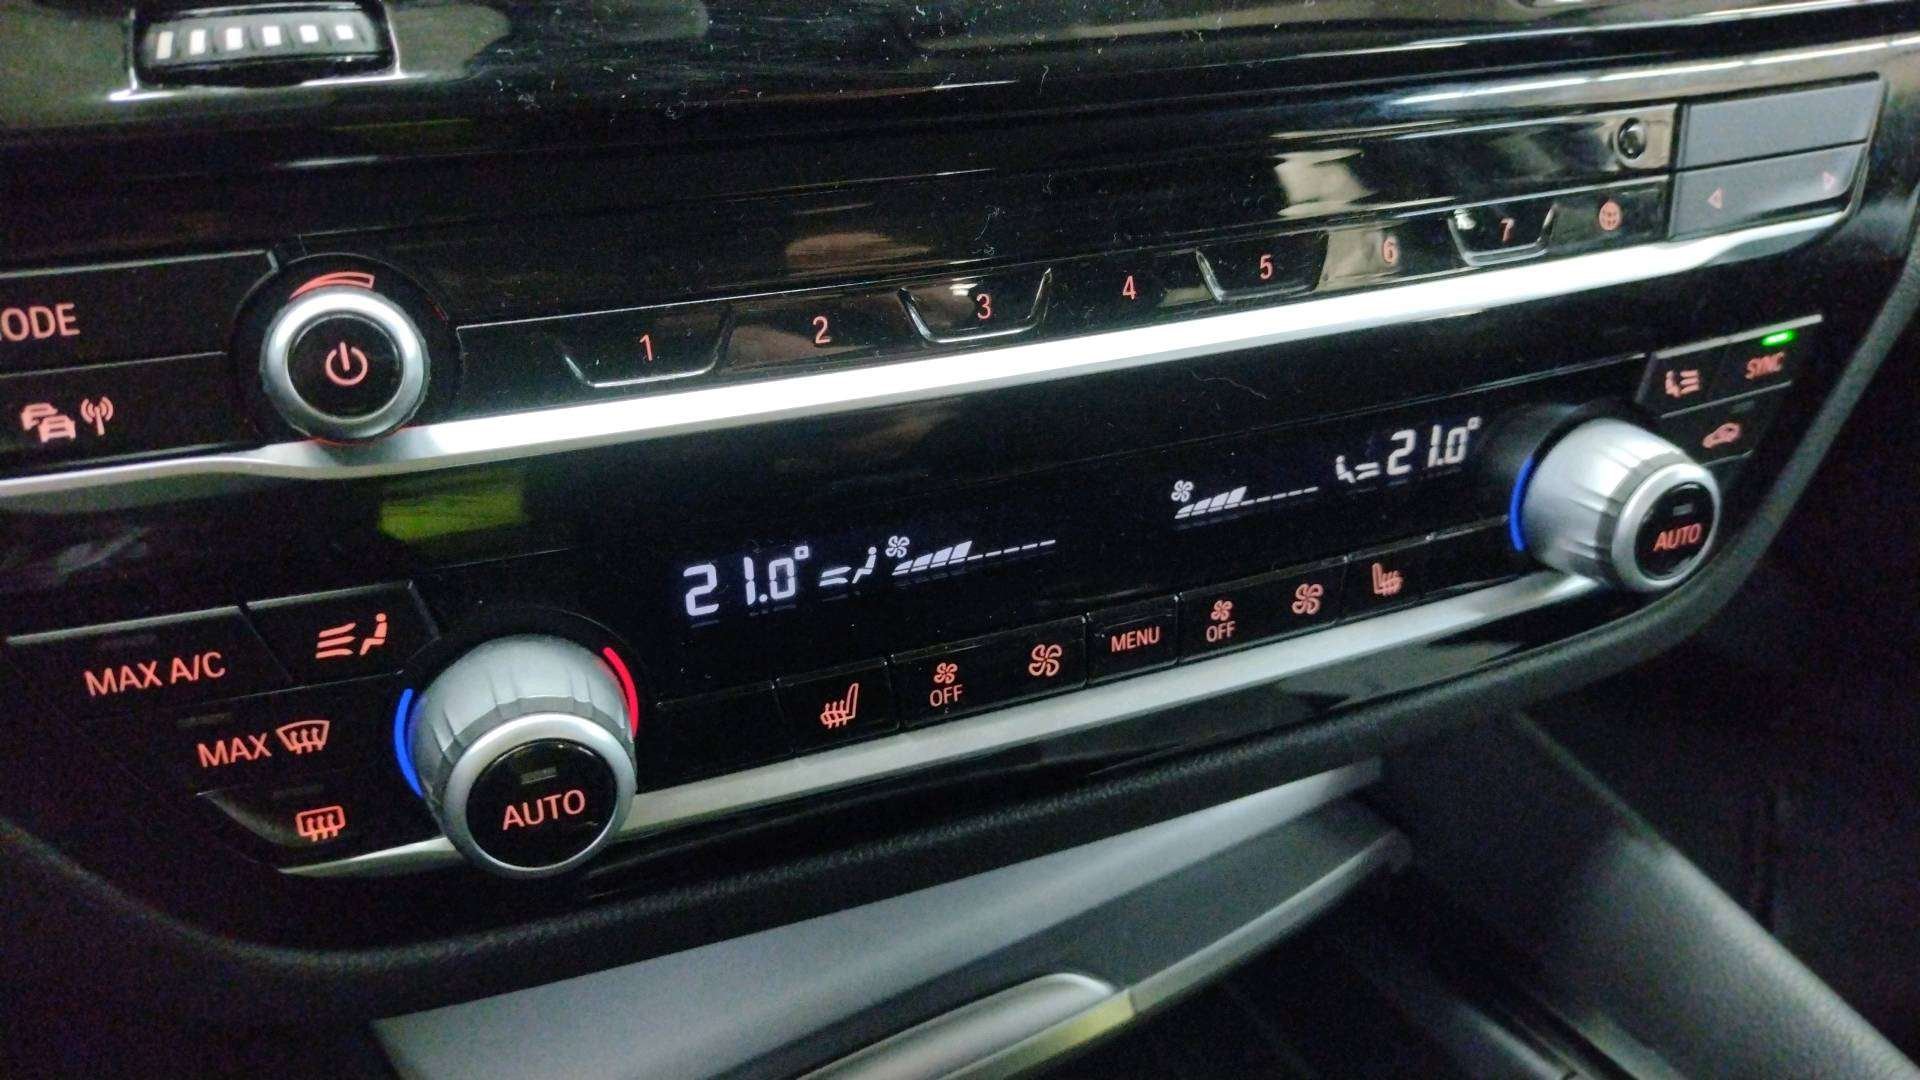 ODE
1 2 3 4 5 6 7
SYNC
21.0°
21.0°
AUTO
MAX A/C
MENU
OFF
OFF
MAX
AUTO